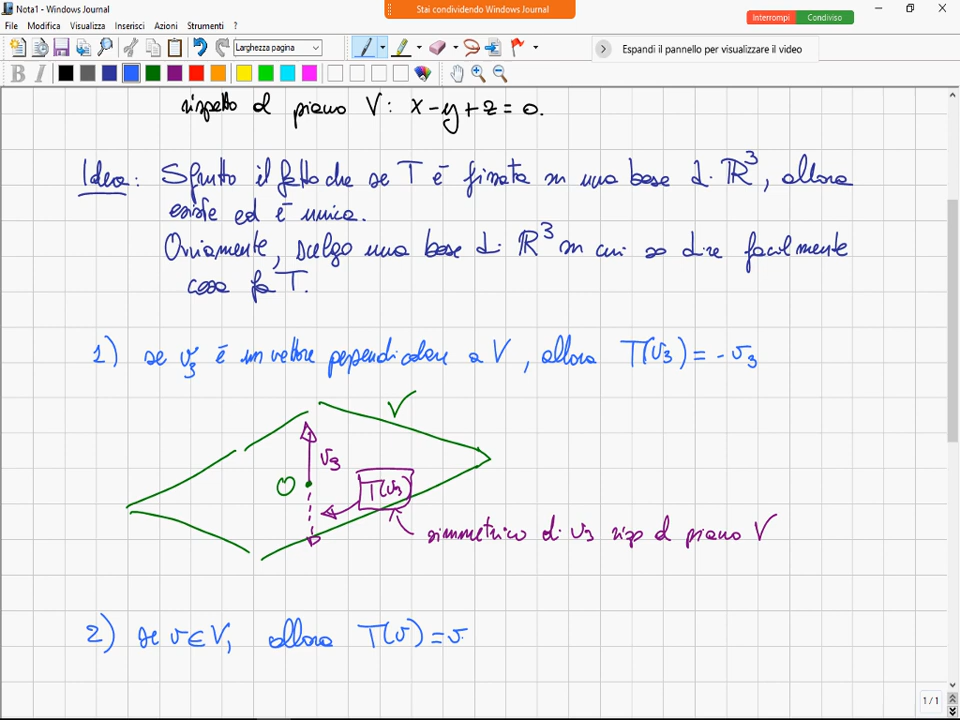 Nota1 - Windows Journal
Stai condividendo Windows Journal
Interrompi Condiviso
File Modifica Visualizza Inserisci Azioni Strumenti ?
Larghezza pagina
Espandi il pannello per visualizzare il video
B I
rispetto al piano V: x-y+z=0.
Idea: Sfrutto il fatto che se T è fissata su una base di ℝ³, allora
esiste ed è unica.
Ovviamente, scelgo una base di ℝ³ su cui so dire facilmente
cosa fa T.
1) se v₃ è un vettore perpendicolare a V, allora T(v₃) = -v₃
V
v₃
O
T(v₃)
simmetrico di v₃ risp al piano V
2) se v∈V, allora T(v)=v
1 / 1